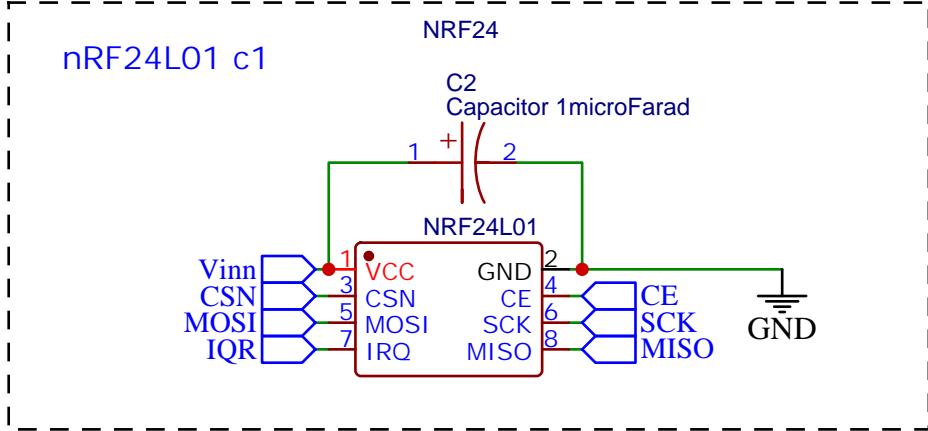 NRF24
nRF24L01 c1
C2
Capacitor 1microFarad
+
1 2
NRF24L01
Vinn 1 VCC GND 2
CSN 3 CSN CE 4 CE
MOSI 5 MOSI SCK 6 SCK
IQR 7 IRQ MISO 8 MISO
GND